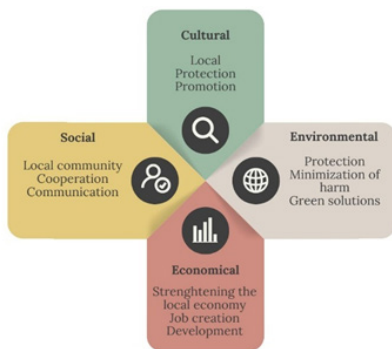 Cultural
Local
Protection
Promotion
Social
Local community
Cooperation
Communication
Environmental
Protection
Minimization of
harm
Green solutions
Economical
Strenghtening the
local economy
Job creation
Development